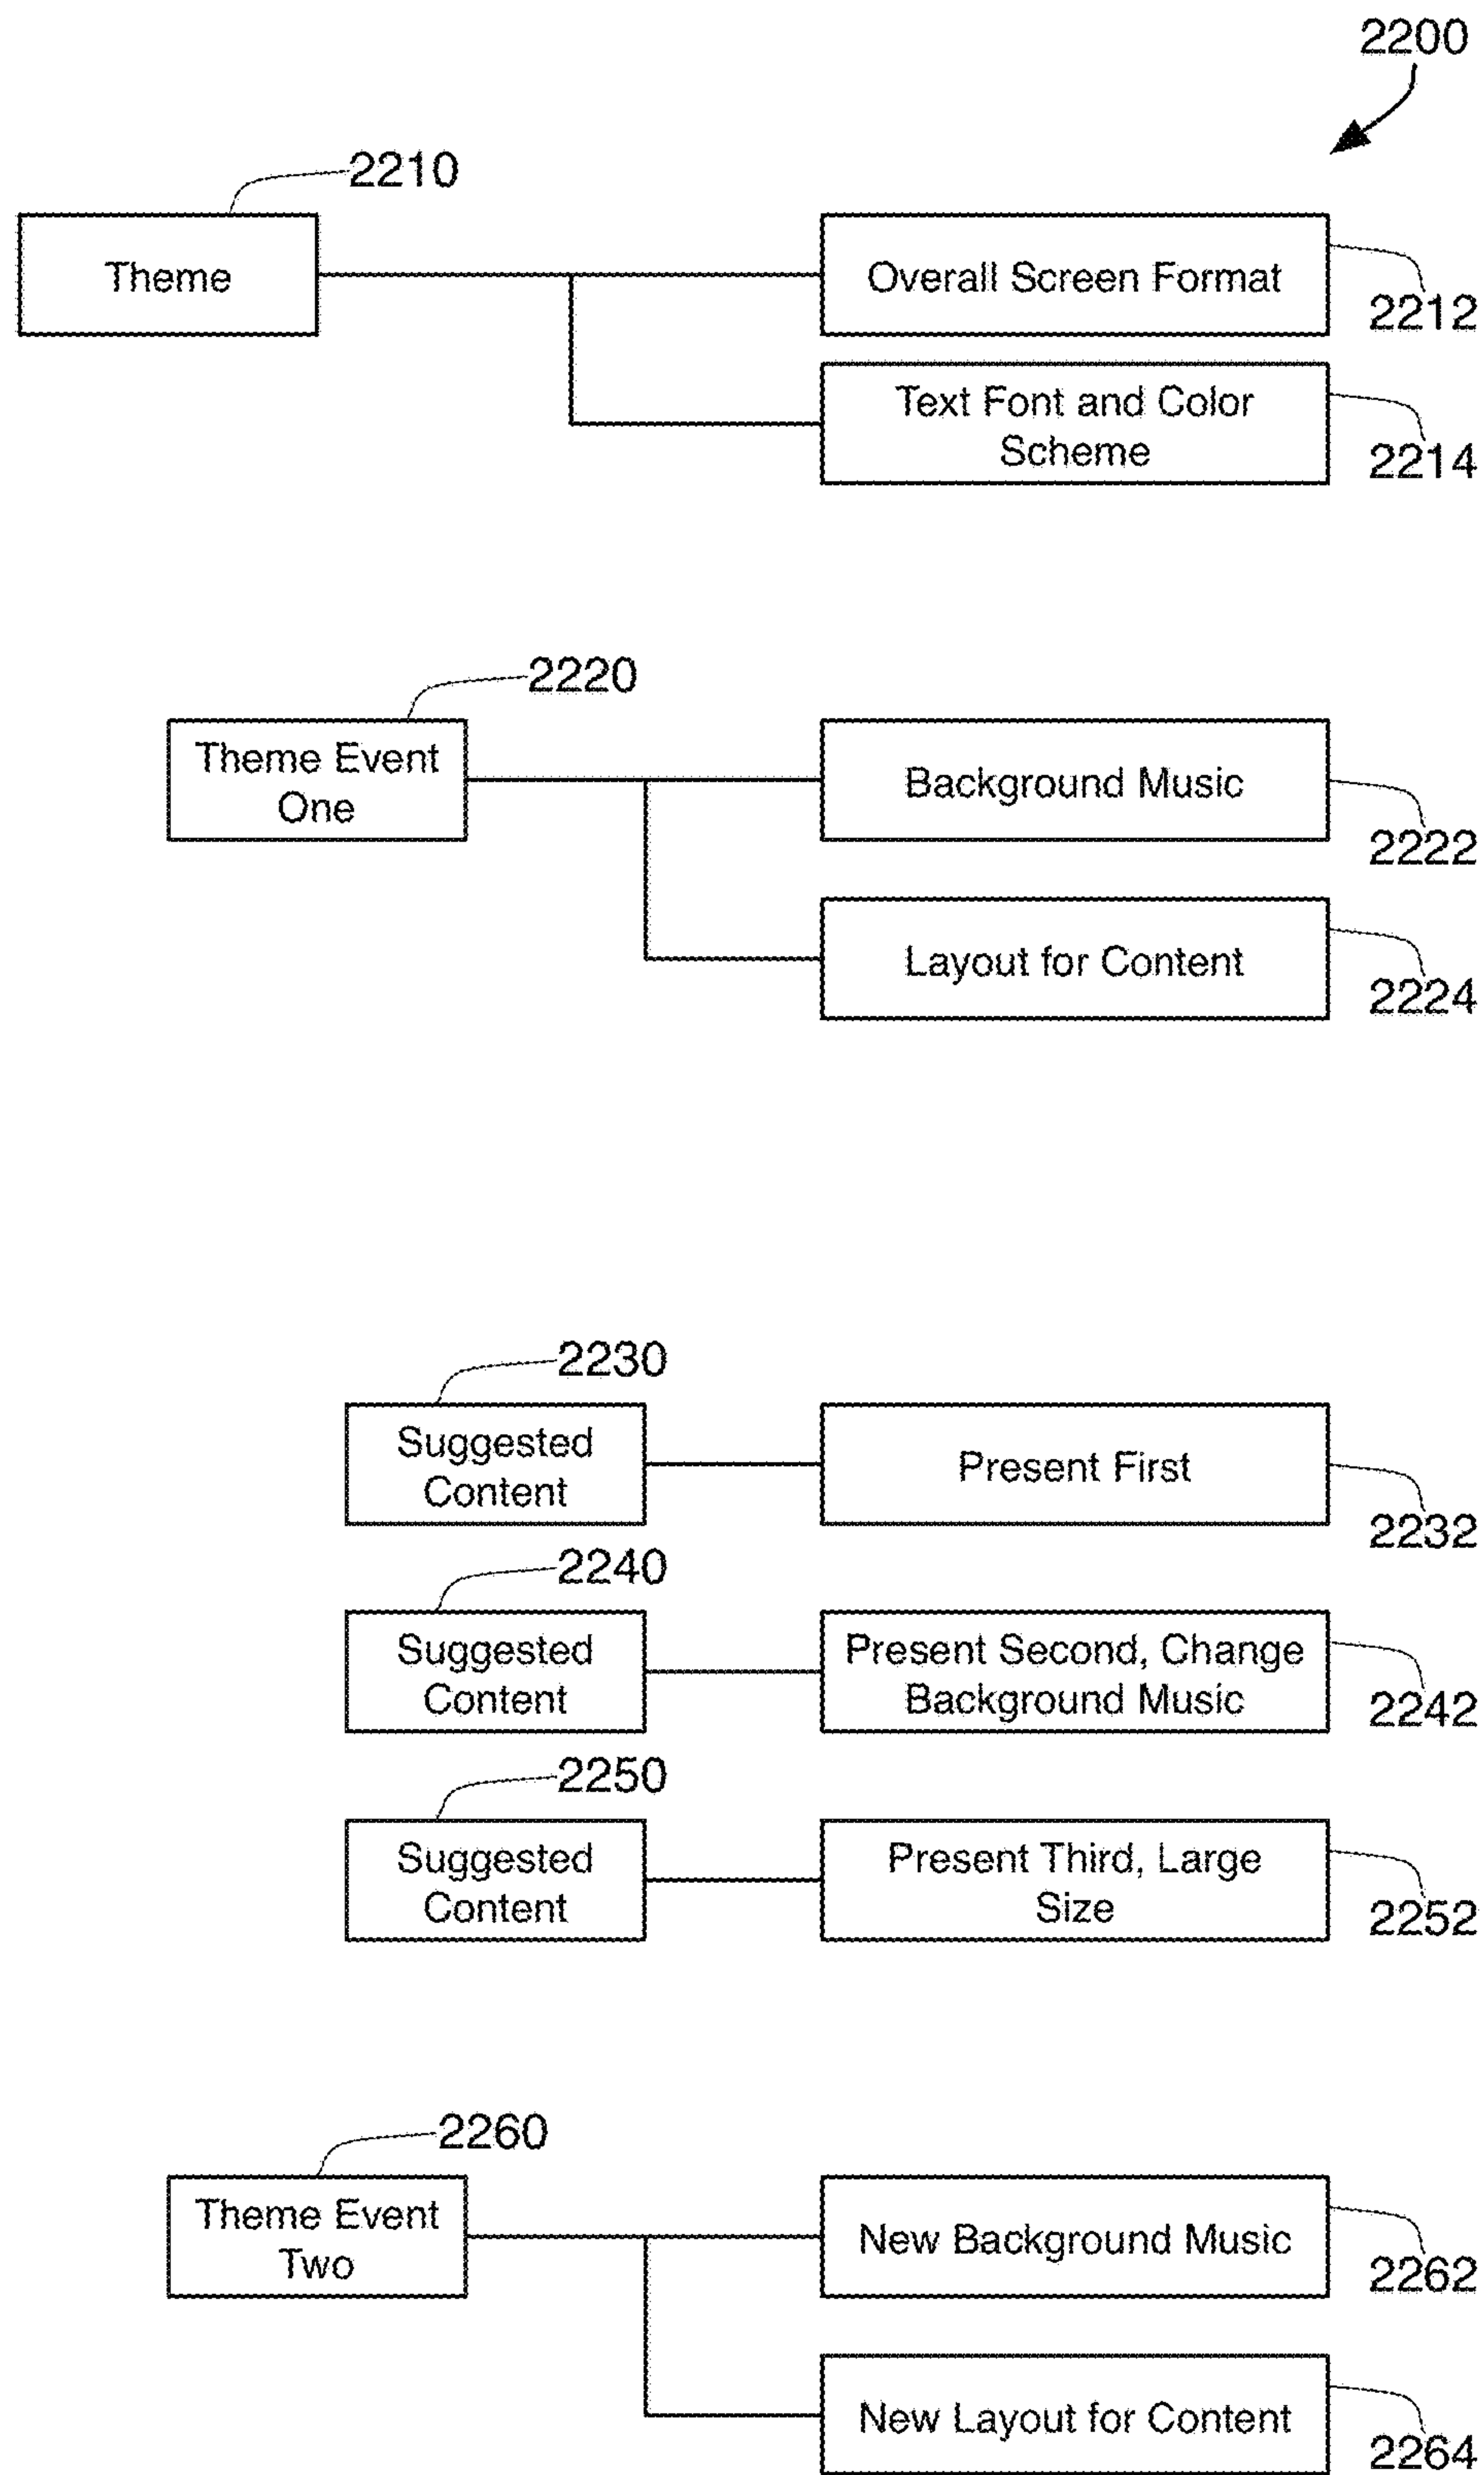 2200
2210
Theme
Overall Screen Format
2212
Text Font and Color
Scheme
2214
2220
Theme Event
One
Background Music
2222
Layout for Content
2224
2230
Suggested
Content
Present First
2232
2240
Suggested
Content
Present Second, Change
Background Music
2242
2250
Suggested
Content
Present Third, Large
Size
2252
2260
Theme Event
Two
New Background Music
2262
New Layout for Content
2264